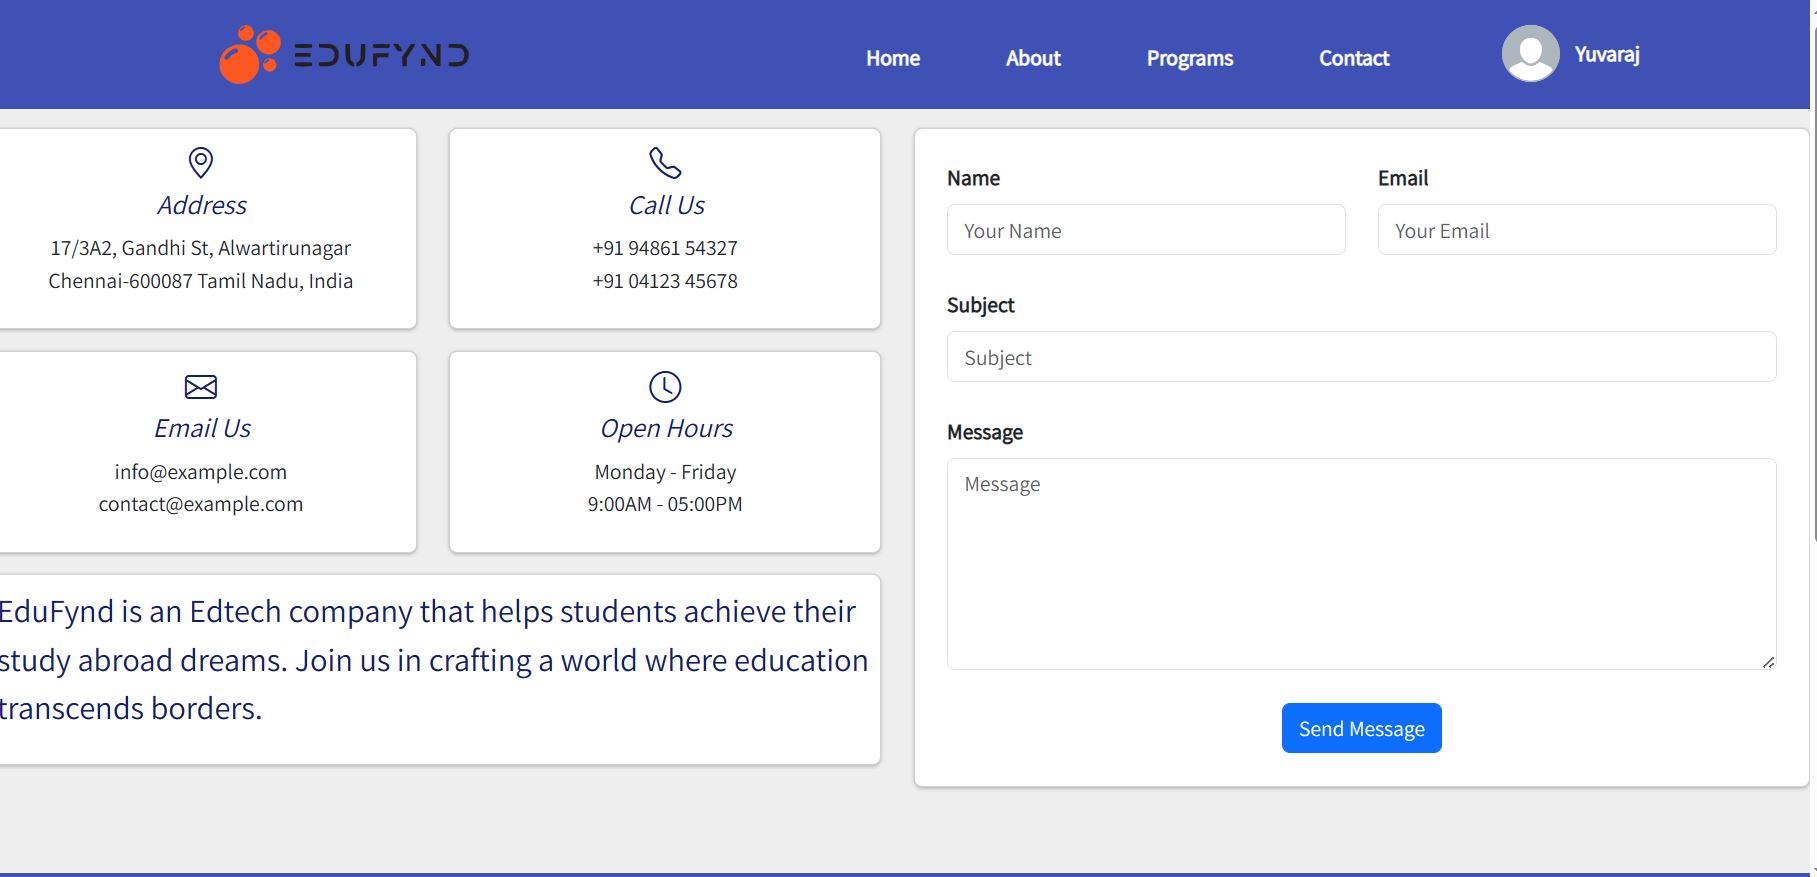 EDUFYND
Home
About
Programs
Contact
Yuvaraj
Address
17/3A2, Gandhi St, Alwartirunagar
Chennai-600087 Tamil Nadu, India
Call Us
+91 94861 54327
+91 04123 45678
Email Us
info@example.com
contact@example.com
Open Hours
Monday - Friday
9:00AM - 05:00PM
EduFynd is an Edtech company that helps students achieve their
study abroad dreams. Join us in crafting a world where education
transcends borders.
Name
Your Name
Email
Your Email
Subject
Subject
Message
Message
Send Message